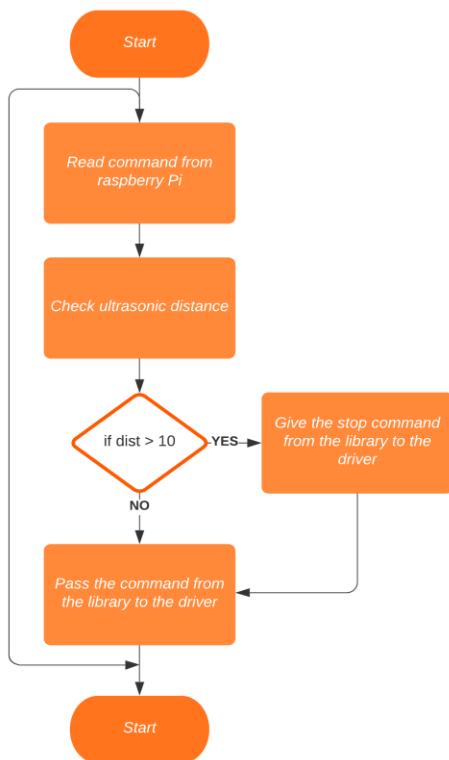 Start
Read command from
raspberry Pi
Check ultrasonic distance
if dist > 10
YES
Give the stop command
from the library to the
driver
NO
Pass the command from
the library to the driver
Start